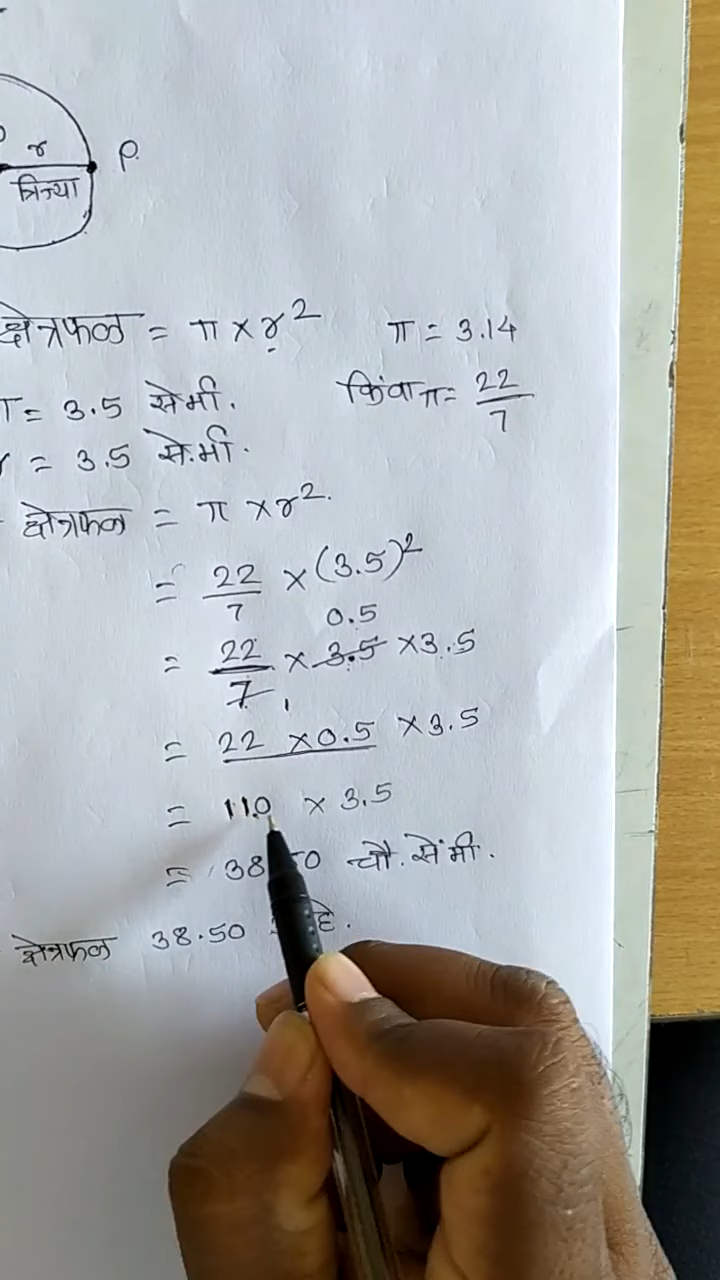 r P.
त्रिज्या
क्षेत्रफळ = π × r² π = 3.14
= 3.5 सेमी. किंवा π = 22/7
r = 3.5 से.मी.
क्षेत्रफळ = π × r².
= 22/7 × (3.5)²
0.5
= 22/7 × 3.5 × 3.5
1
= 22 × 0.5 × 3.5
= 11.0 × 3.5
= 38.50 चौ. सेंमी.
क्षेत्रफळ 38.50